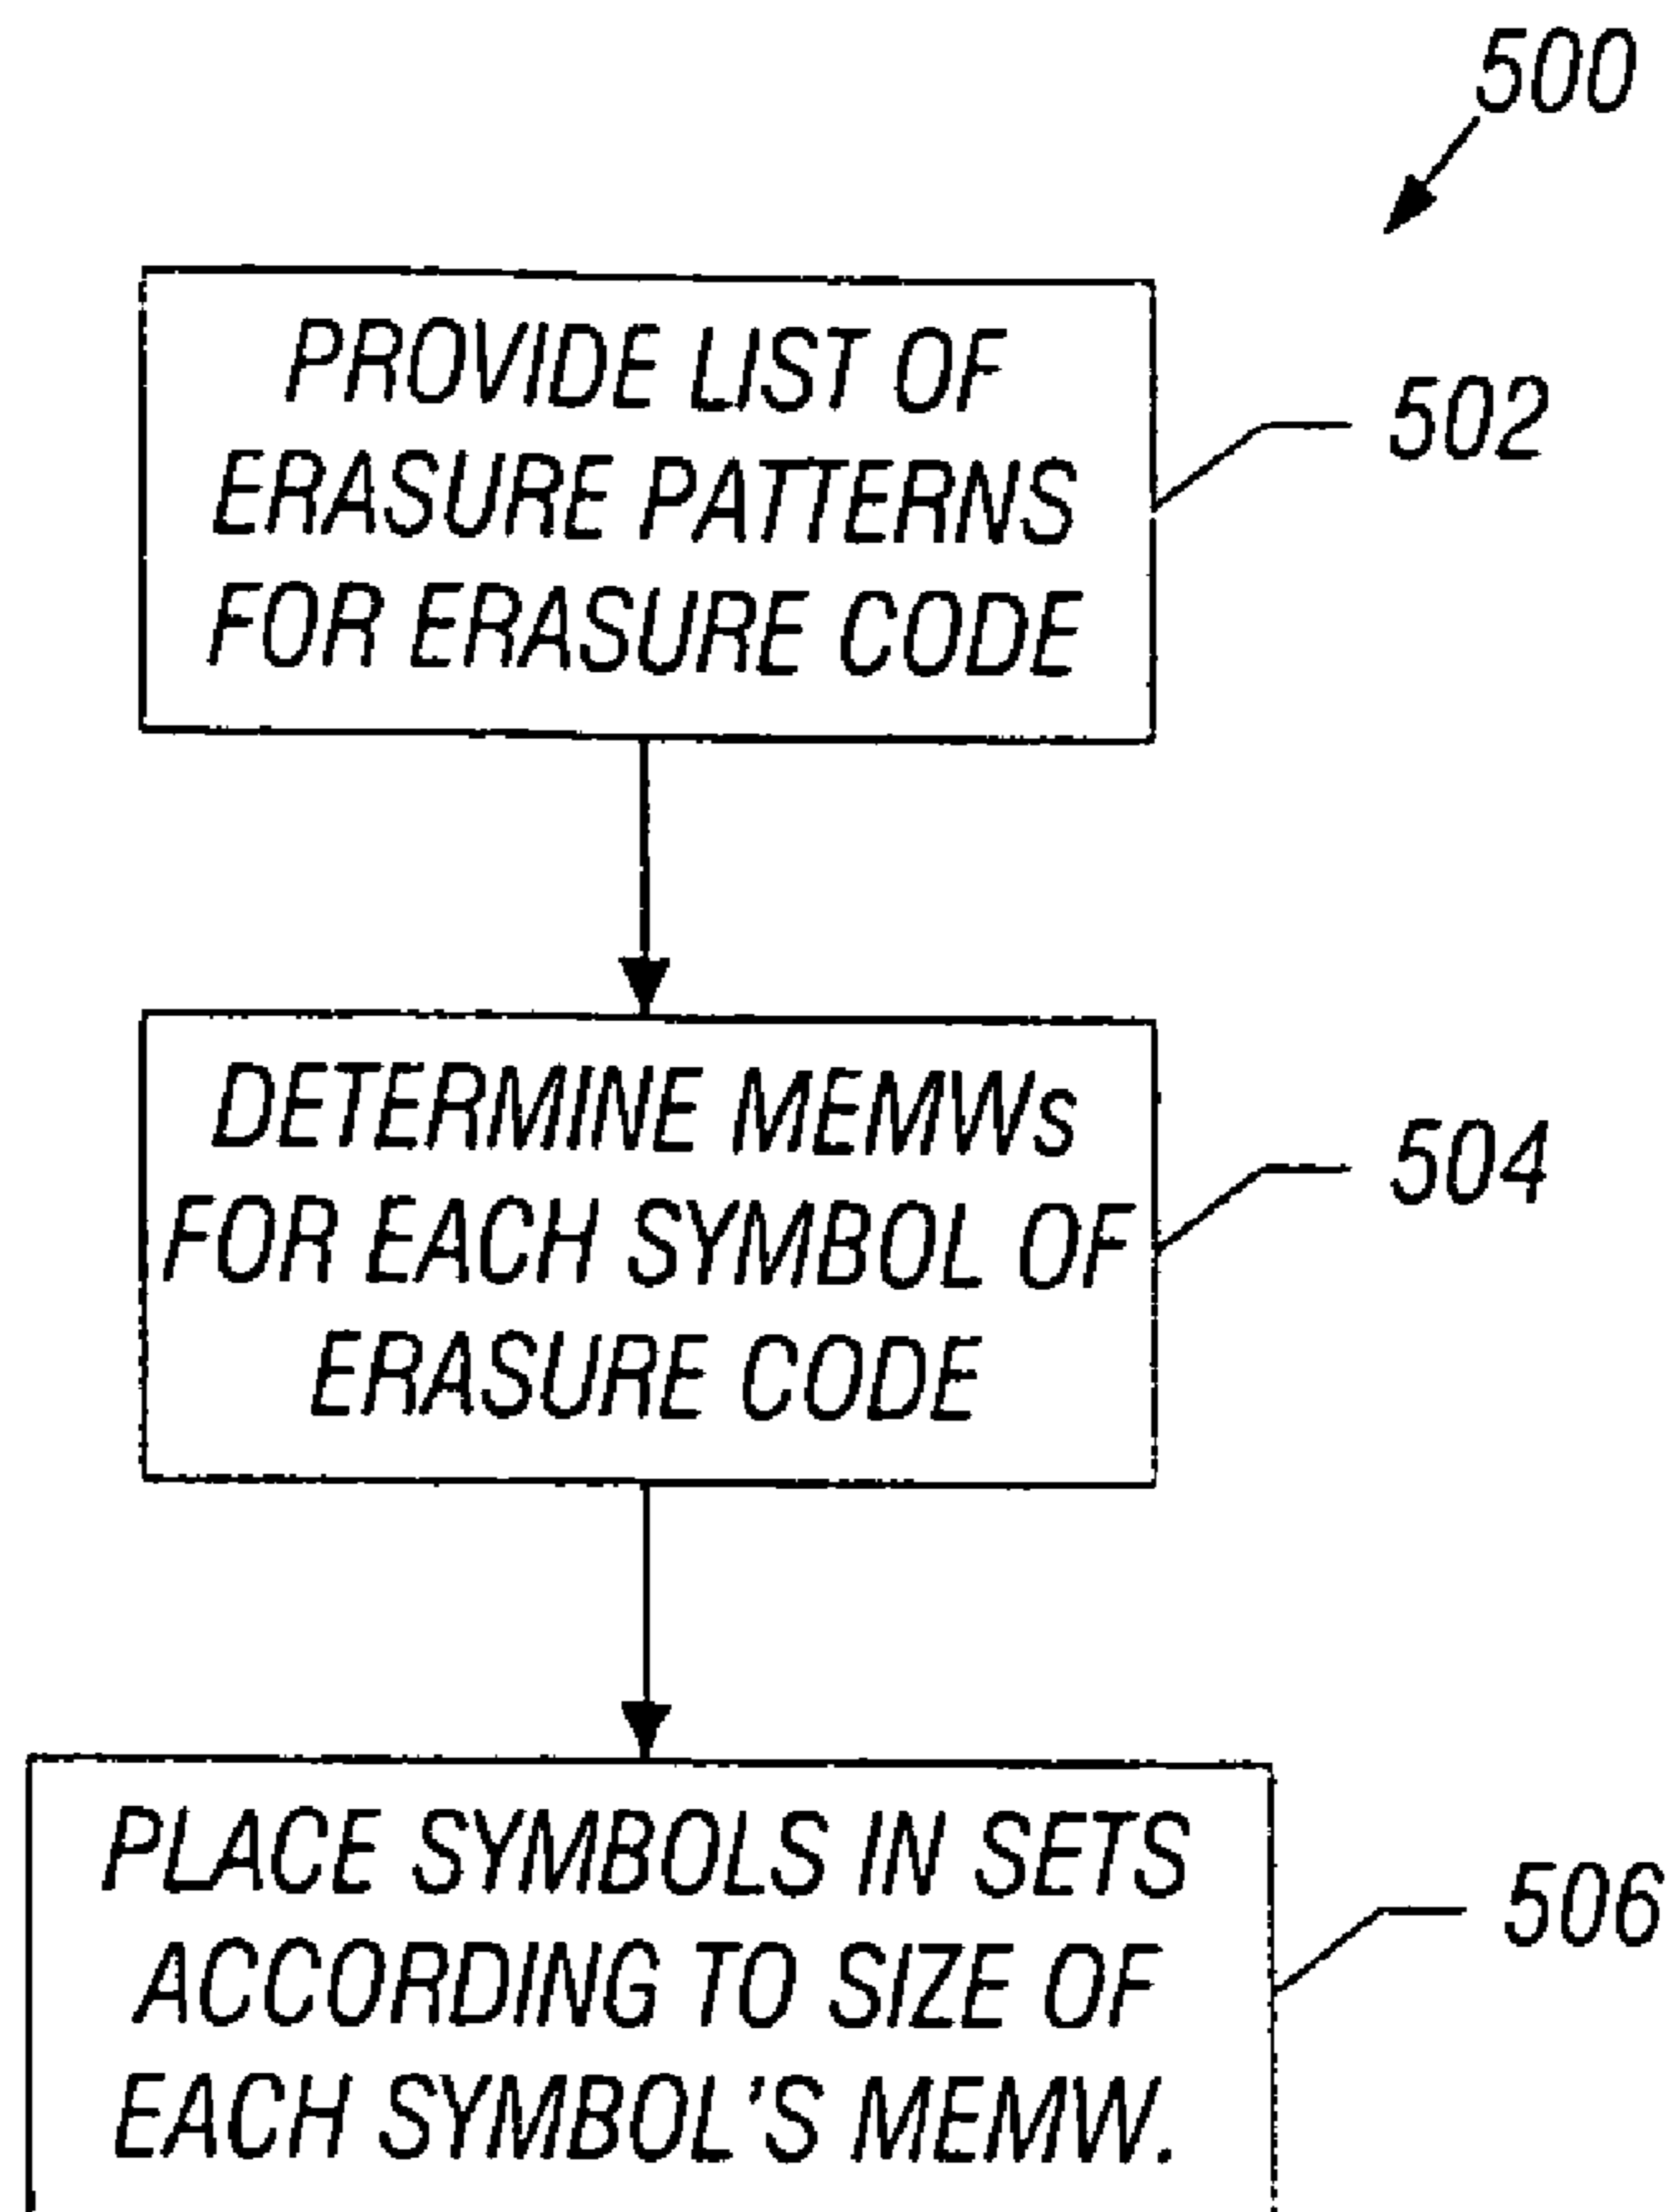 500
PROVIDE LIST OF
ERASURE PATTERNS
FOR ERASURE CODE
502
DETERMINE MEMWs
FOR EACH SYMBOL OF
ERASURE CODE
504
PLACE SYMBOLS IN SETS
ACCORDING TO SIZE OF
EACH SYMBOL'S MEMW.
506